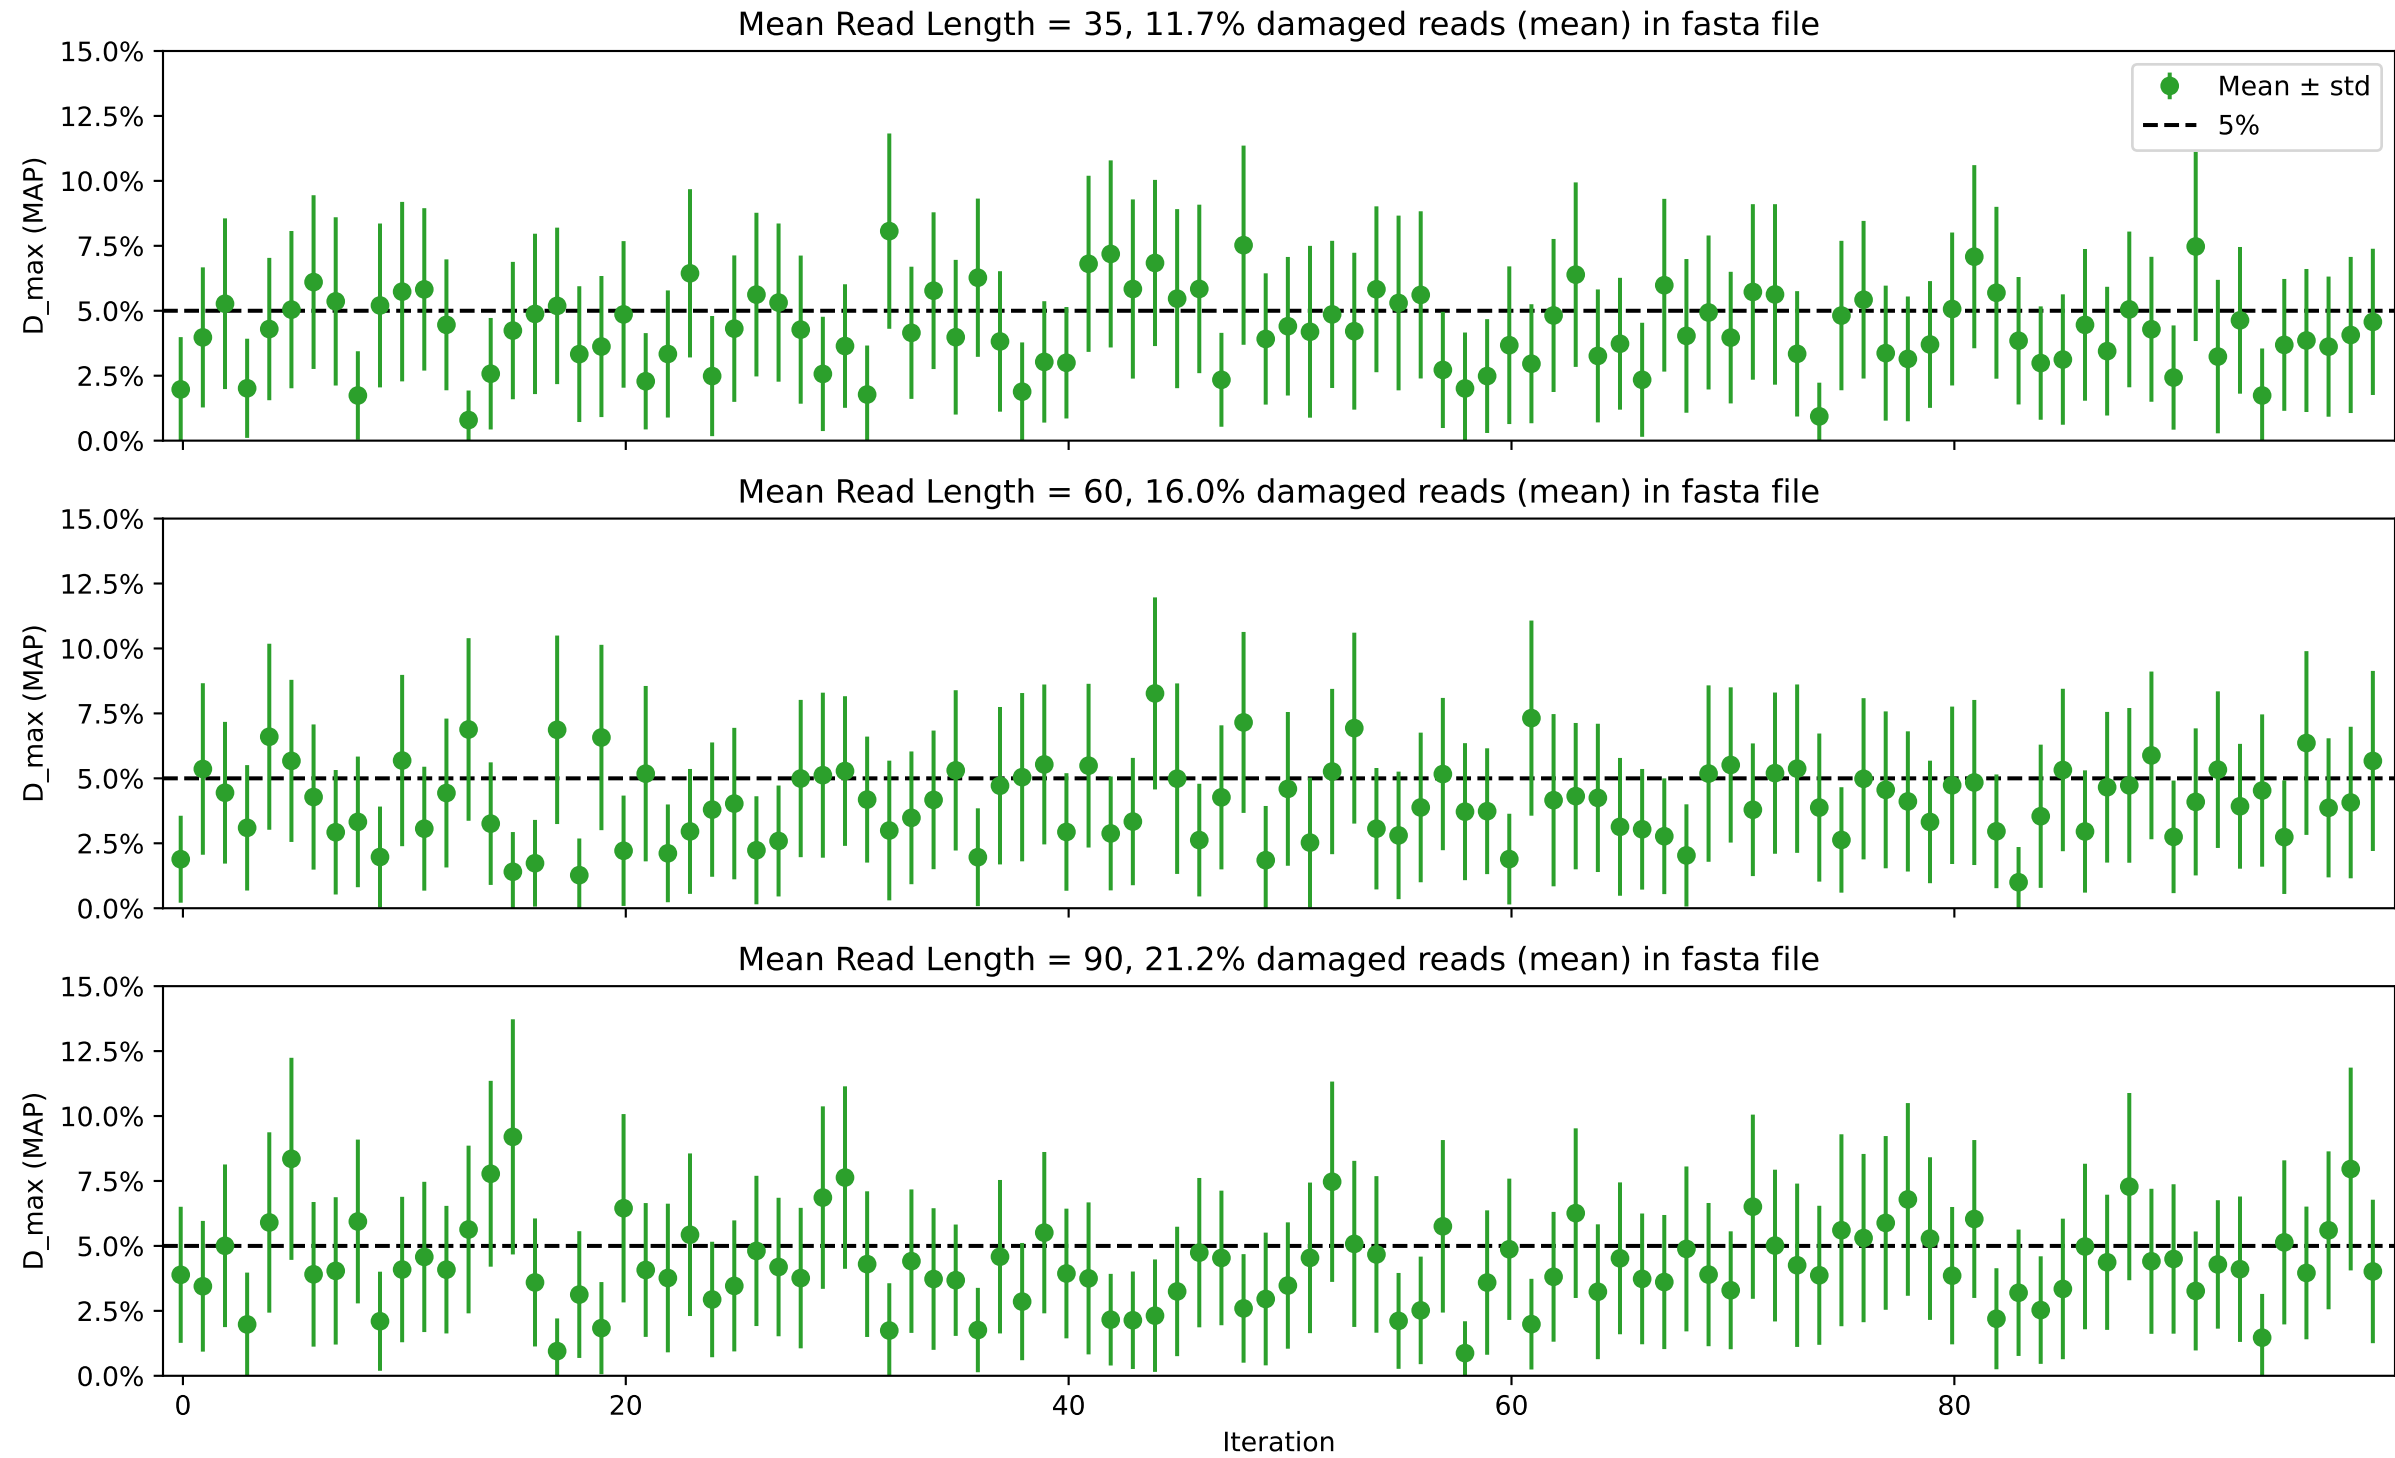 Mean Read Length = 35, 11.7% damaged reads (mean) in fasta file
15.0%
12.5%
10.0%
7.5%
5.0%
2.5%
0.0%
D_max (MAP)
Mean ± std
5%
Mean Read Length = 60, 16.0% damaged reads (mean) in fasta file
15.0%
12.5%
10.0%
7.5%
5.0%
2.5%
0.0%
D_max (MAP)
Mean Read Length = 90, 21.2% damaged reads (mean) in fasta file
15.0%
12.5%
10.0%
7.5%
5.0%
2.5%
0.0%
D_max (MAP)
0 20 40 60 80
Iteration